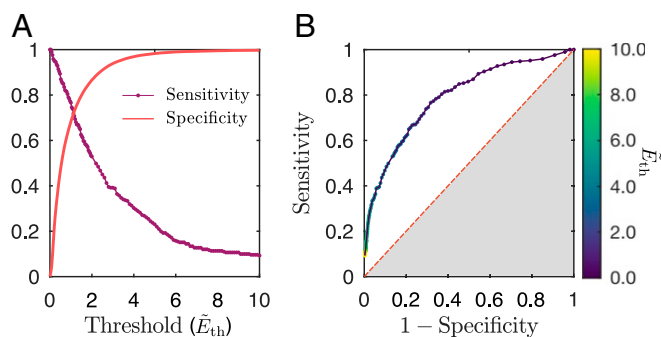 A
1
0.8
0.6
0.4
0.2
0
0 2 4 6 8 10
Sensitivity
Specificity
Threshold (Ẽth)
B
Sensitivity
1
0.8
0.6
0.4
0.2
0
0 0.2 0.4 0.6 0.8 1
1 − Specificity
10.0
8.0
6.0
4.0
2.0
0.0
Ẽth